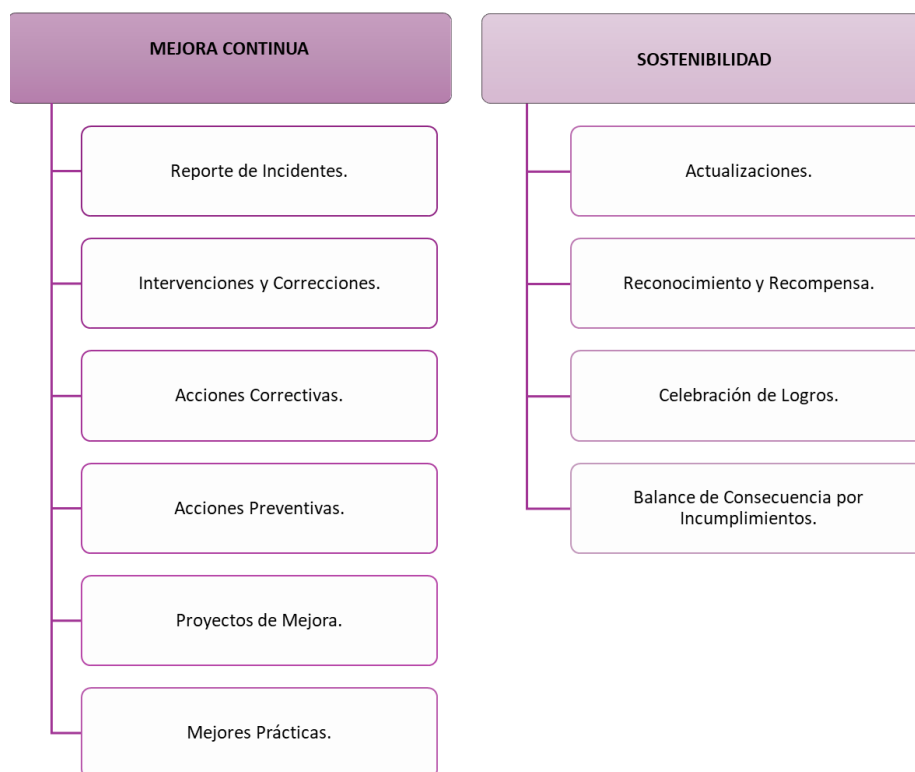 MEJORA CONTINUA
Reporte de Incidentes.
Intervenciones y Correcciones.
Acciones Correctivas.
Acciones Preventivas.
Proyectos de Mejora.
Mejores Prácticas.
SOSTENIBILIDAD
Actualizaciones.
Reconocimiento y Recompensa.
Celebración de Logros.
Balance de Consecuencia por
Incumplimientos.